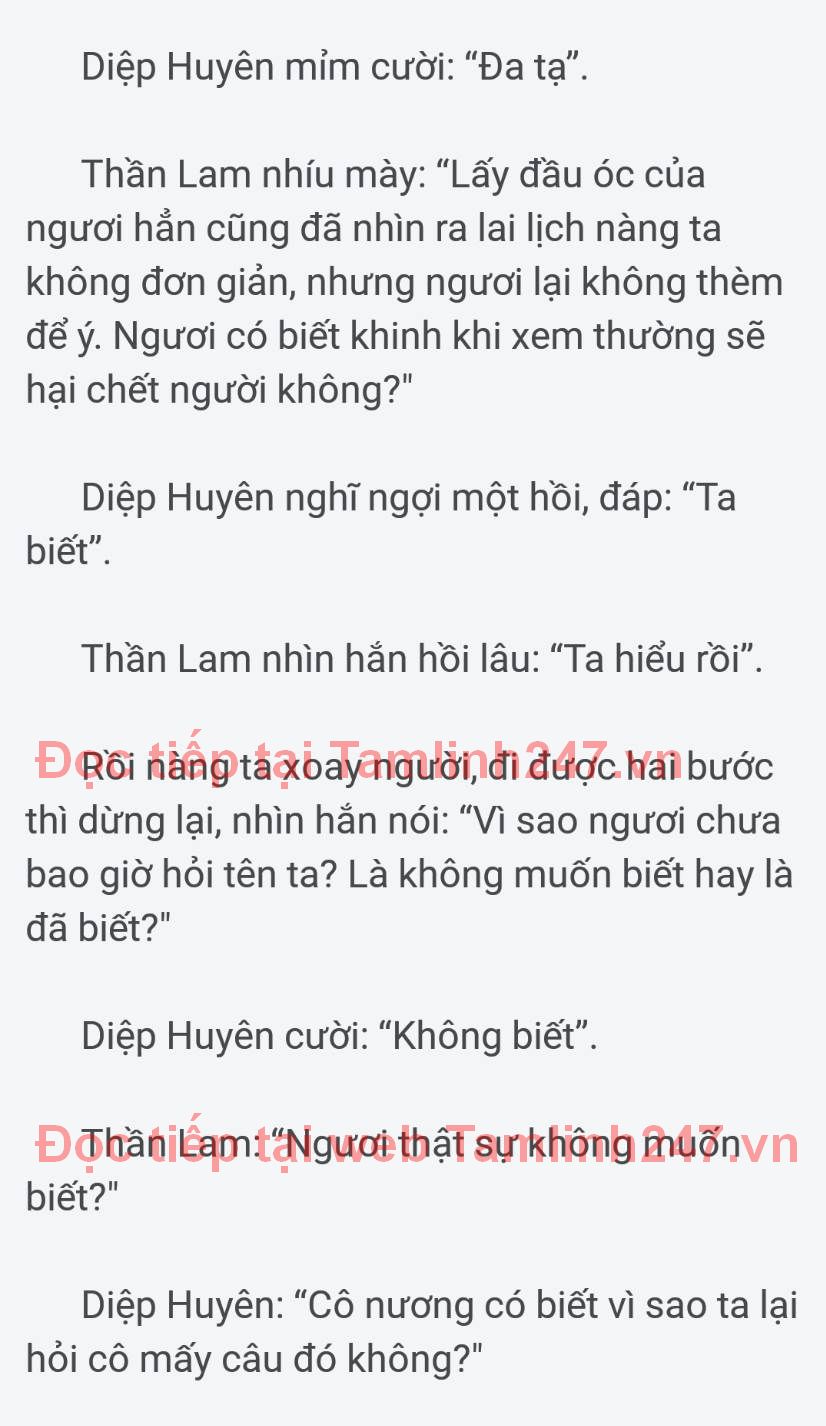 Diệp Huyên mỉm cười: “Đa tạ”.
Thần Lam nhíu mày: “Lấy đầu óc của
ngươi hẳn cũng đã nhìn ra lai lịch nàng ta
không đơn giản, nhưng ngươi lại không thèm
để ý. Ngươi có biết khinh khi xem thường sẽ
hại chết người không?"
Diệp Huyên nghĩ ngợi một hồi, đáp: “Ta
biết”.
Thần Lam nhìn hắn hồi lâu: “Ta hiểu rồi”.
Đọc tiếp tại Tamlinh247.vn
Rồi nàng ta xoay người, đi được hai bước
thì dừng lại, nhìn hắn nói: “Vì sao ngươi chưa
bao giờ hỏi tên ta? Là không muốn biết hay là
đã biết?"
Diệp Huyên cười: “Không biết”.
Đọc tiếp tại web Tamlinh247.vn
Thần Lam: “Ngươi thật sự không muốn
biết?"
Diệp Huyên: “Cô nương có biết vì sao ta lại
hỏi cô mấy câu đó không?"